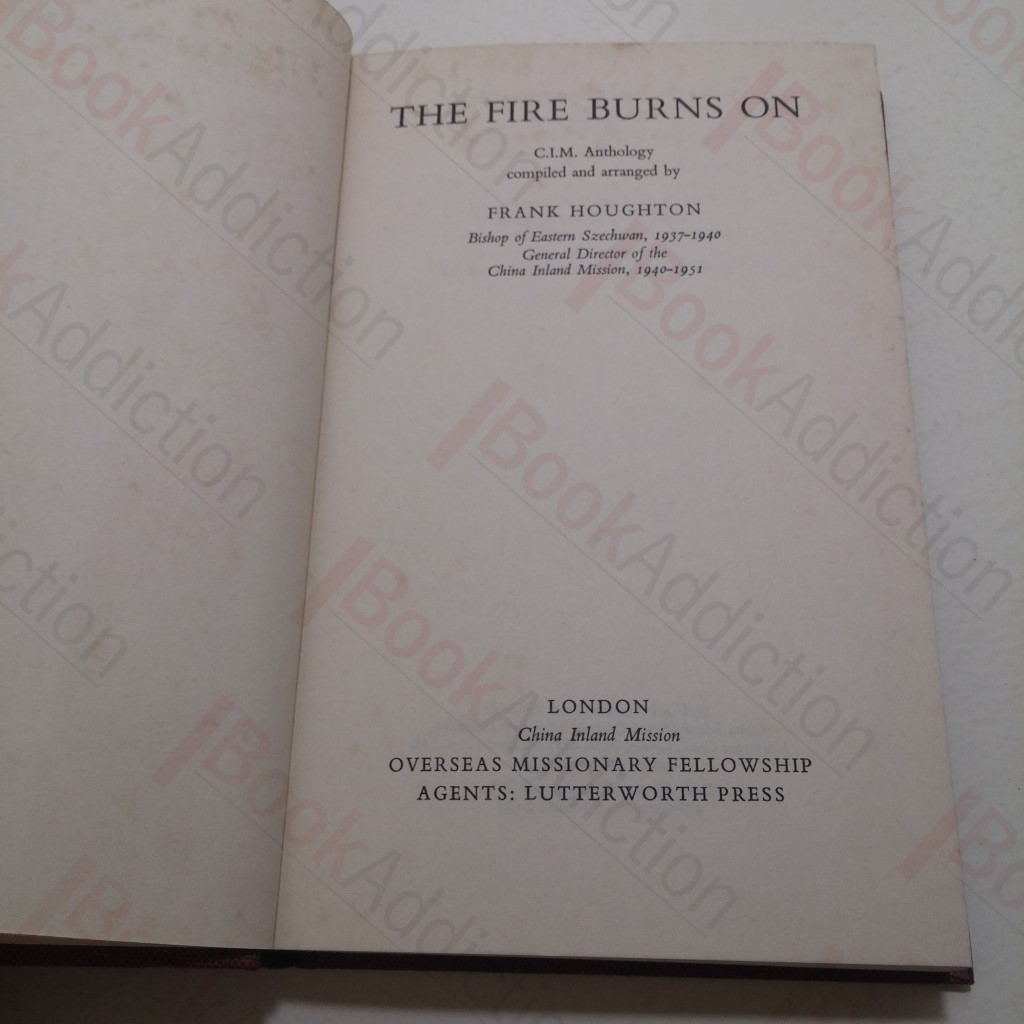 THE FIRE BURNS ON
C.I.M. Anthology
compiled and arranged by
FRANK HOUGHTON
Bishop of Eastern Szechwan, 1937-1940
General Director of the
China Inland Mission, 1940-1951
LONDON
China Inland Mission
OVERSEAS MISSIONARY FELLOWSHIP
AGENTS: LUTTERWORTH PRESS
BookAddiction